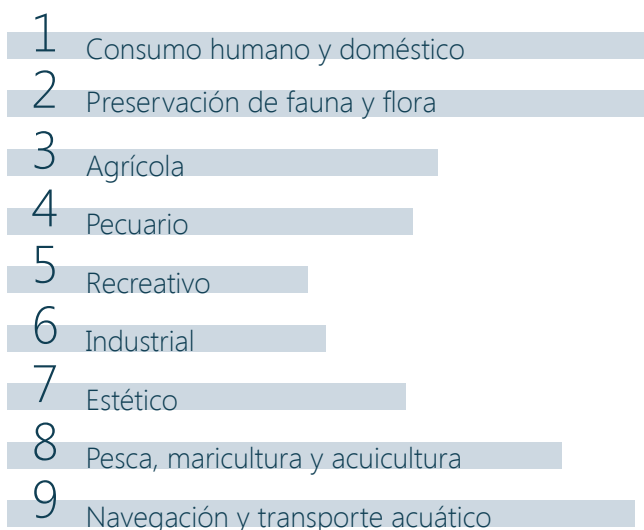 1 Consumo humano y doméstico
2 Preservación de fauna y flora
3 Agrícola
4 Pecuario
5 Recreativo
6 Industrial
7 Estético
8 Pesca, maricultura y acuicultura
9 Navegación y transporte acuático